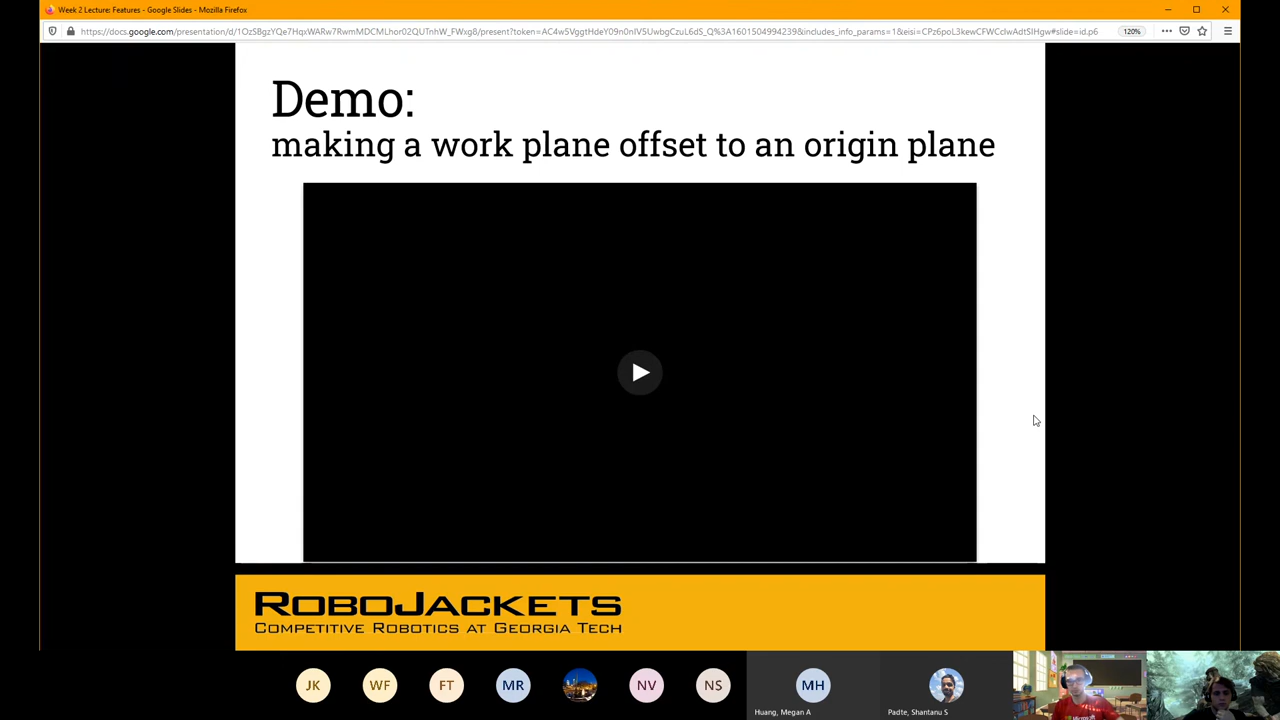 Week 2 Lecture: Features - Google Slides - Mozilla Firefox
120%
Demo:
making a work plane offset to an origin plane
ROBOJACKETS
COMPETITIVE ROBOTICS AT GEORGIA TECH
JK
WF
FT
MR
NV
NS
MH
Huang, Megan A
Padte, Shantanu S